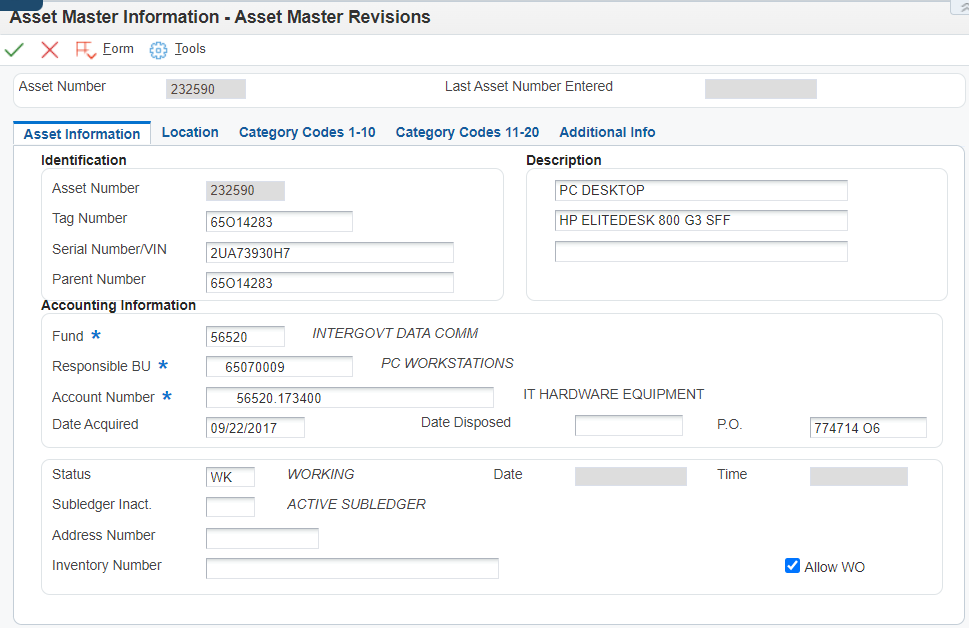 Asset Master Information - Asset Master Revisions
Form Tools
Asset Number 232590 Last Asset Number Entered
Asset Information Location Category Codes 1-10 Category Codes 11-20 Additional Info
Identification Description
Asset Number 232590 PC DESKTOP
Tag Number 65O14283 HP ELITEDESK 800 G3 SFF
Serial Number/VIN 2UA73930H7
Parent Number 65O14283
Accounting Information
Fund * 56520 INTERGOVT DATA COMM
Responsible BU * 65070009 PC WORKSTATIONS
Account Number * 56520.173400 IT HARDWARE EQUIPMENT
Date Acquired 09/22/2017 Date Disposed P.O. 774714 O6
Status WK WORKING Date Time
Subledger Inact. ACTIVE SUBLEDGER
Address Number
Inventory Number Allow WO